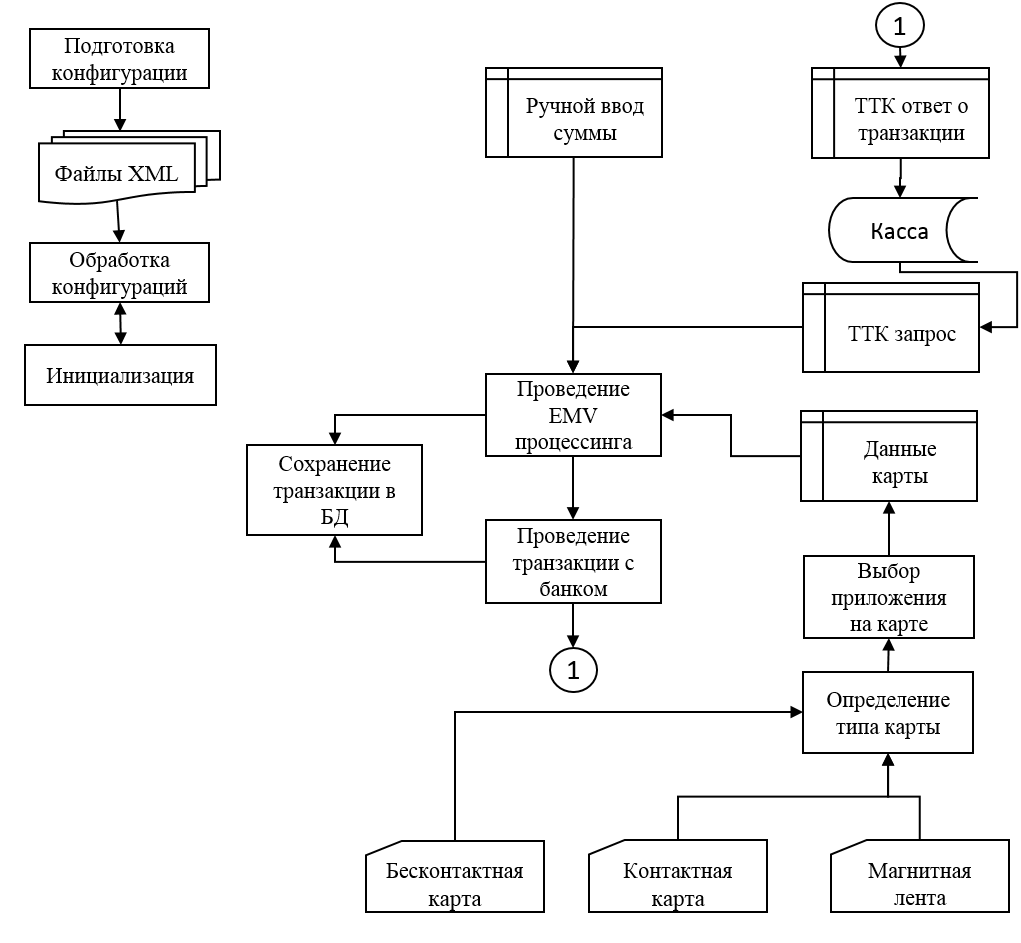 Подготовка
конфигурации
Файлы XML
Обработка
конфигураций
Инициализация
Ручной ввод
суммы
1
ТТК ответ о
транзакции
Касса
ТТК запрос
Проведение
EMV
процессинга
Сохранение
транзакции в
БД
Проведение
транзакции с
банком
1
Данные
карты
Выбор
приложения
на карте
Определение
типа карты
Бесконтактная
карта
Контактная
карта
Магнитная
лента